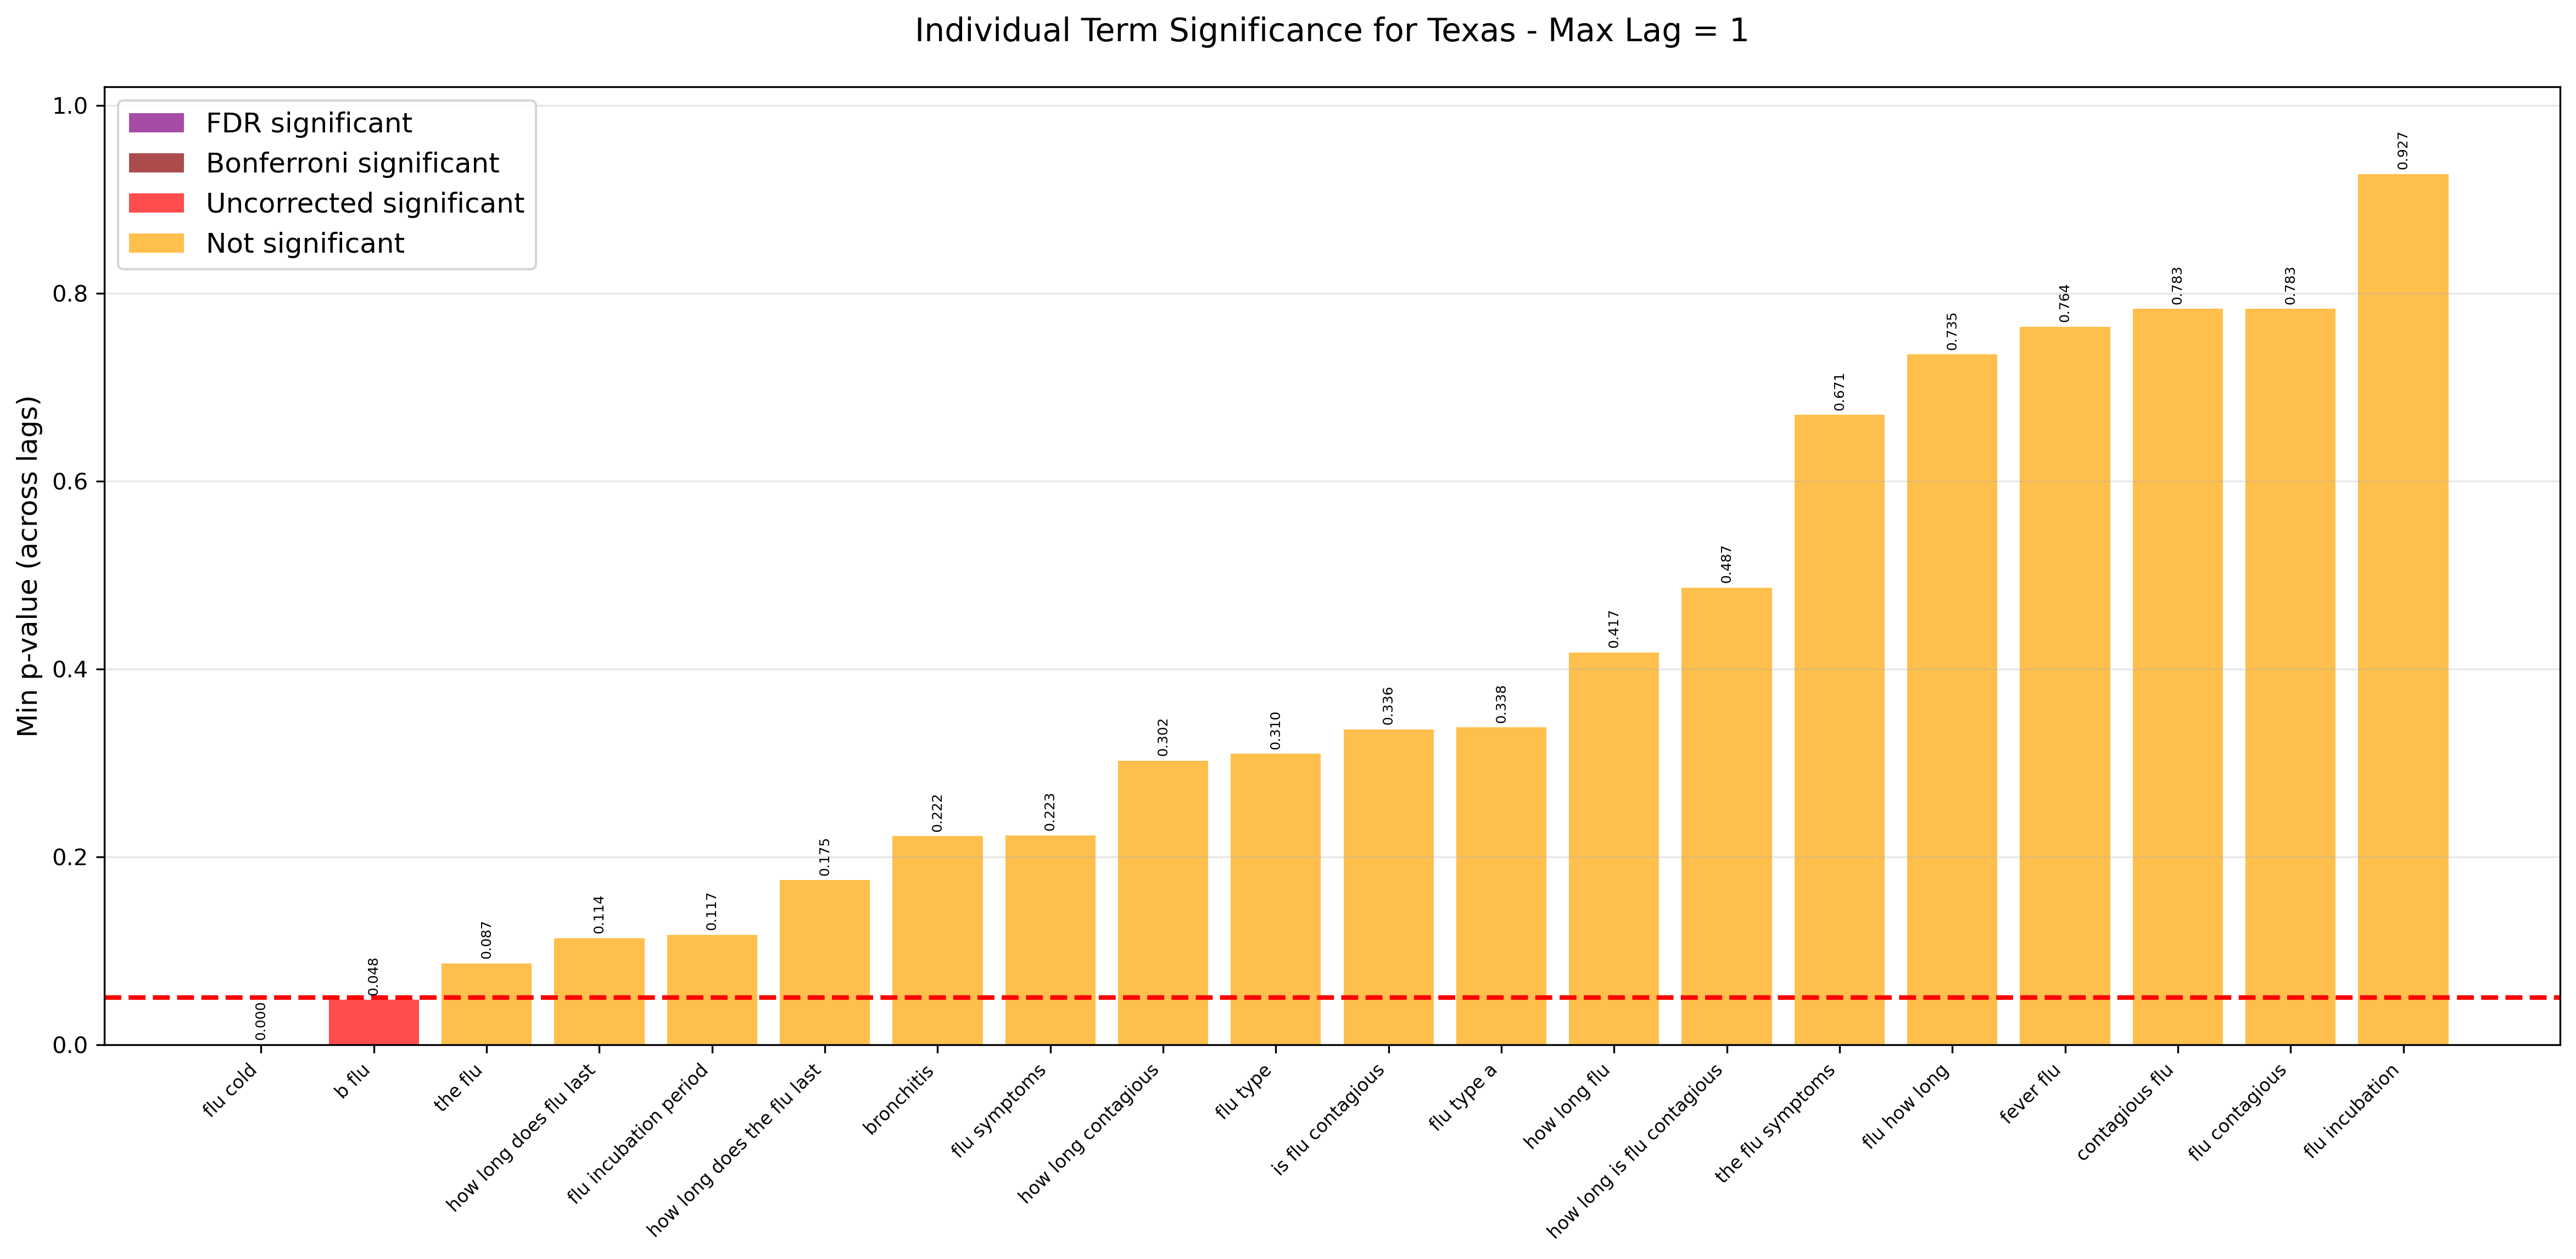 Individual Term Significance for Texas - Max Lag = 1
Min p-value (across lags)
1.0
0.8
0.6
0.4
0.2
0.0
FDR significant
Bonferroni significant
Uncorrected significant
Not significant
0.000
0.048
0.087
0.114
0.117
0.175
0.222
0.223
0.302
0.310
0.336
0.338
0.417
0.487
0.671
0.735
0.764
0.783
0.783
0.927
flu cold
b flu
the flu
how long does flu last
flu incubation period
how long does the flu last
bronchitis
flu symptoms
how long contagious
flu type
is flu contagious
flu type a
how long flu
how long is flu contagious
the flu symptoms
flu how long
fever flu
contagious flu
flu contagious
flu incubation